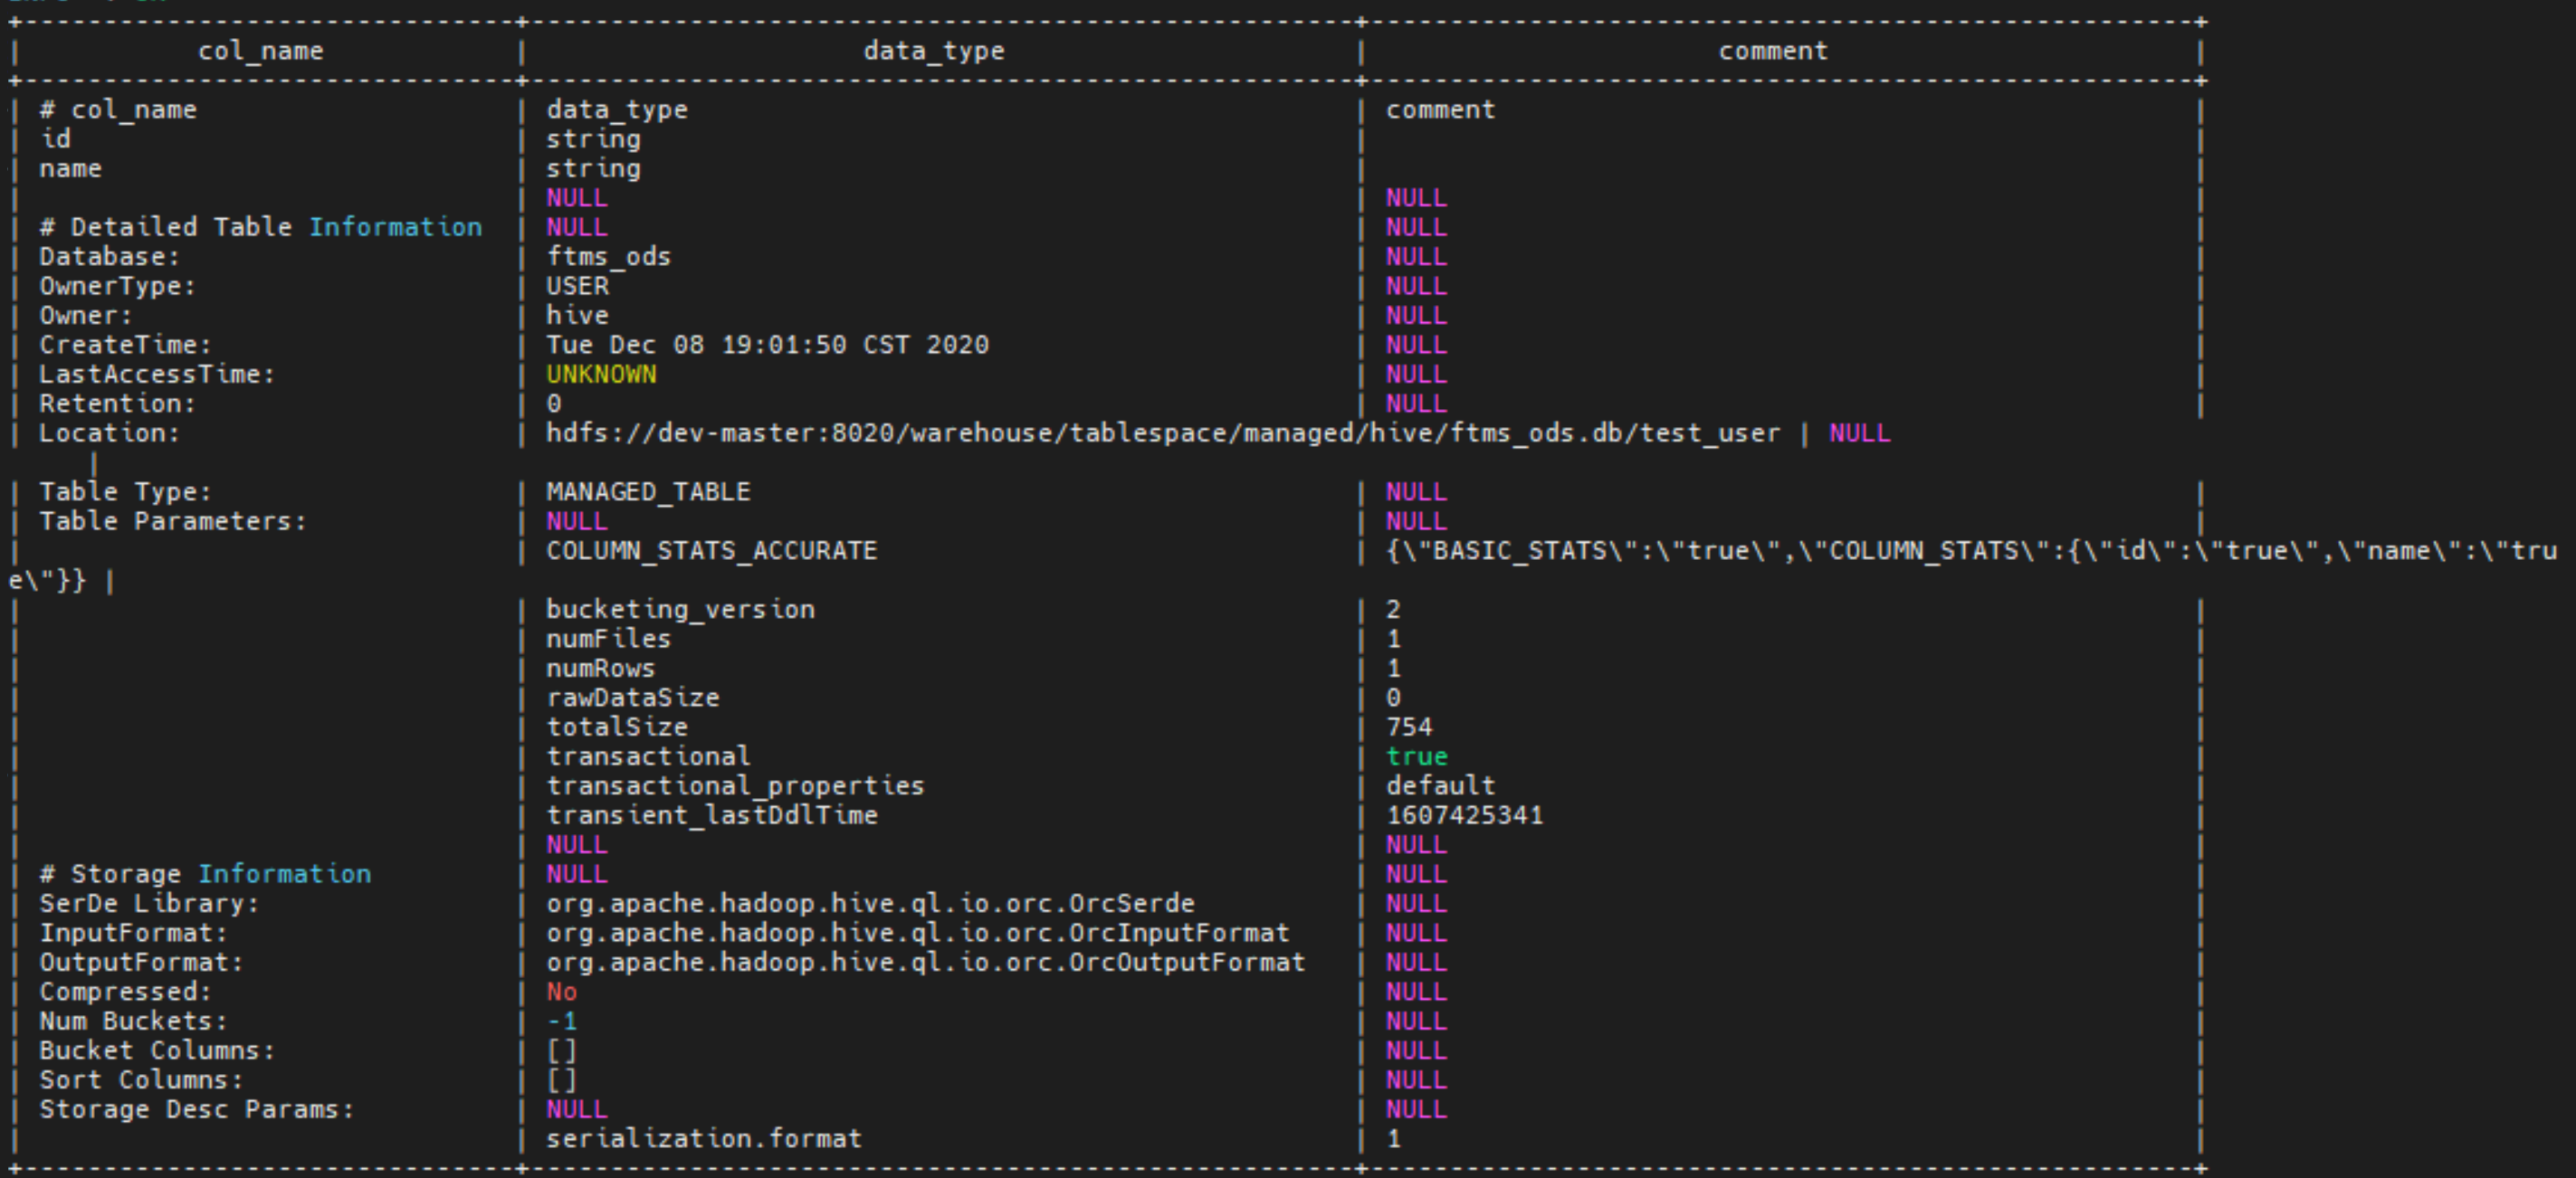 +--------------------------------+-----------------------------------------------------+-----------------------------------------------------+
| col_name | data_type | comment |
+--------------------------------+-----------------------------------------------------+-----------------------------------------------------+
| # col_name | data_type | comment |
| id | string | |
| name | string | |
| | NULL | NULL |
| # Detailed Table Information | NULL | NULL |
| Database: | ftms_ods | NULL |
| OwnerType: | USER | NULL |
| Owner: | hive | NULL |
| CreateTime: | Tue Dec 08 19:01:50 CST 2020 | NULL |
| LastAccessTime: | UNKNOWN | NULL |
| Retention: | 0 | NULL |
| Location: | hdfs://dev-master:8020/warehouse/tablespace/managed/hive/ftms_ods.db/test_user | NULL
|
| Table Type: | MANAGED_TABLE | NULL |
| Table Parameters: | NULL | NULL |
| | COLUMN_STATS_ACCURATE | {\"BASIC_STATS\":\"true\",\"COLUMN_STATS\":{\"id\":\"true\",\"name\":\"tru
e\"}} |
| | bucketing_version | 2 |
| | numFiles | 1 |
| | numRows | 1 |
| | rawDataSize | 0 |
| | totalSize | 754 |
| | transactional | true |
| | transactional_properties | default |
| | transient_lastDdlTime | 1607425341 |
| | NULL | NULL |
| # Storage Information | NULL | NULL |
| SerDe Library: | org.apache.hadoop.hive.ql.io.orc.OrcSerde | NULL |
| InputFormat: | org.apache.hadoop.hive.ql.io.orc.OrcInputFormat | NULL |
| OutputFormat: | org.apache.hadoop.hive.ql.io.orc.OrcOutputFormat | NULL |
| Compressed: | No | NULL |
| Num Buckets: | -1 | NULL |
| Bucket Columns: | [] | NULL |
| Sort Columns: | [] | NULL |
| Storage Desc Params: | NULL | NULL |
| | serialization.format | 1 |
+--------------------------------+-----------------------------------------------------+-----------------------------------------------------+